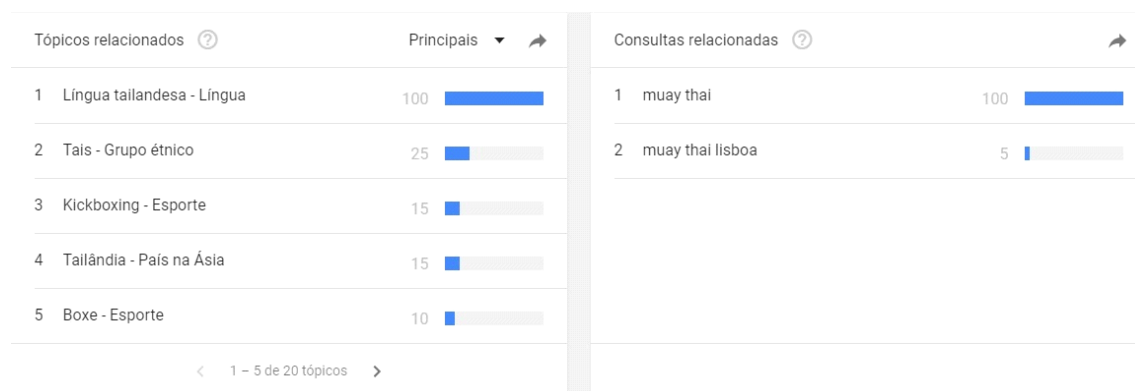 Tópicos relacionados ? Principais
1 Língua tailandesa - Língua 100
2 Tais - Grupo étnico 25
3 Kickboxing - Esporte 15
4 Tailândia - País na Ásia 15
5 Boxe - Esporte 10
1 – 5 de 20 tópicos
Consultas relacionadas ?
1 muay thai 100
2 muay thai lisboa 5